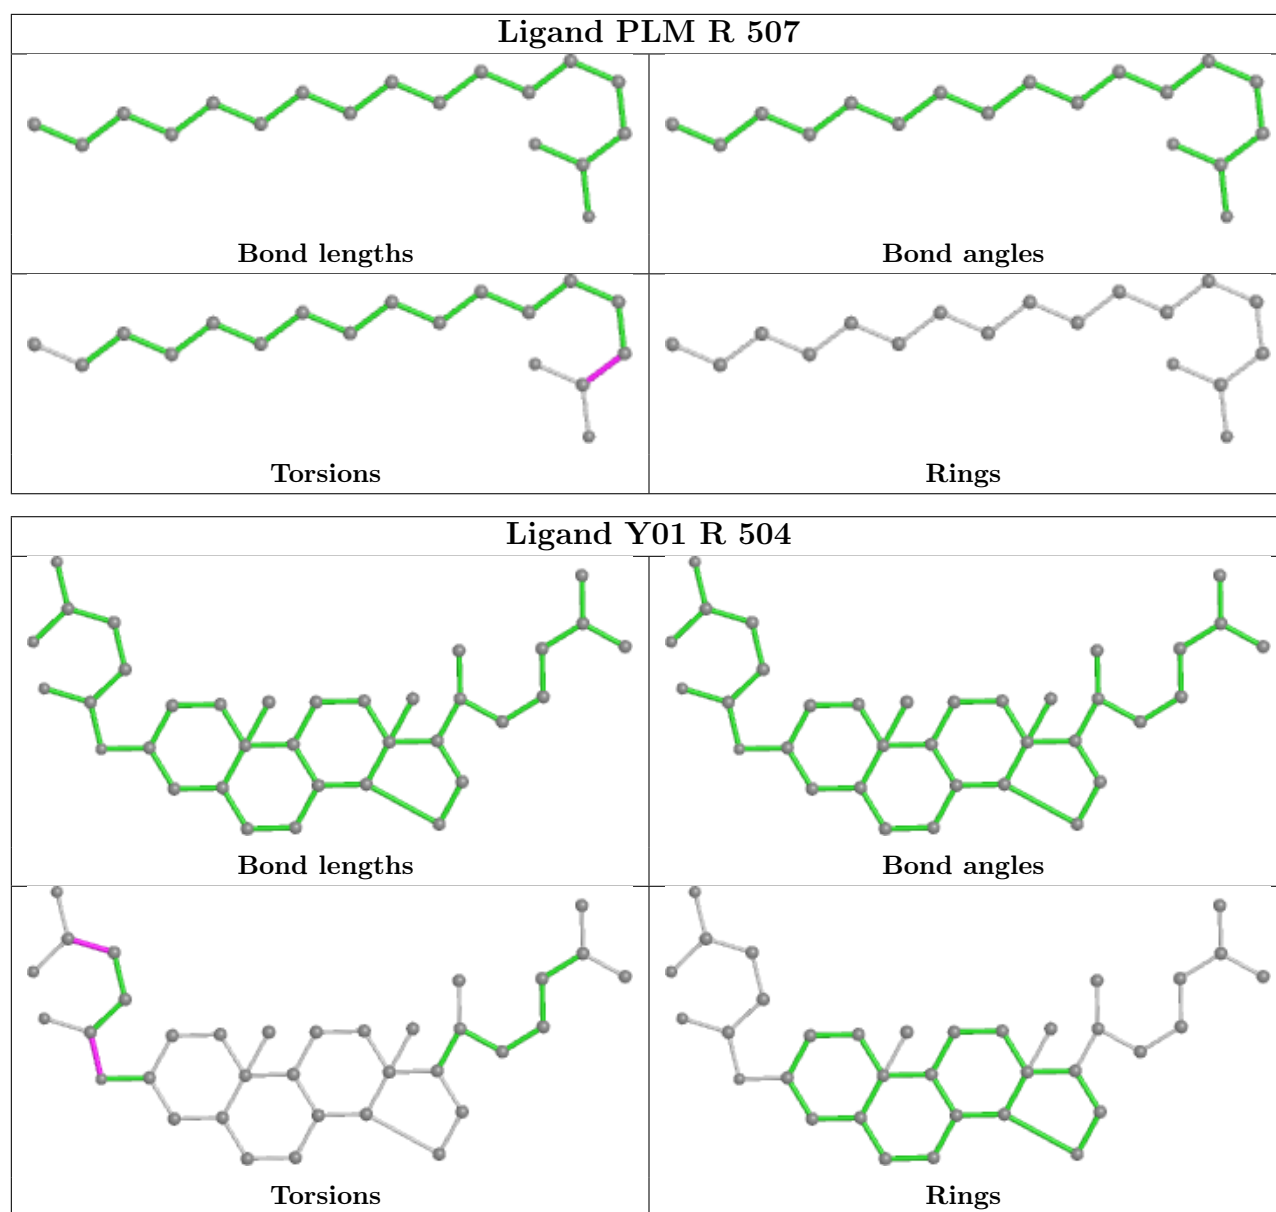 Ligand PLM R 507
Bond lengths
Bond angles
Torsions
Rings
Ligand Y01 R 504
Bond lengths
Bond angles
Torsions
Rings